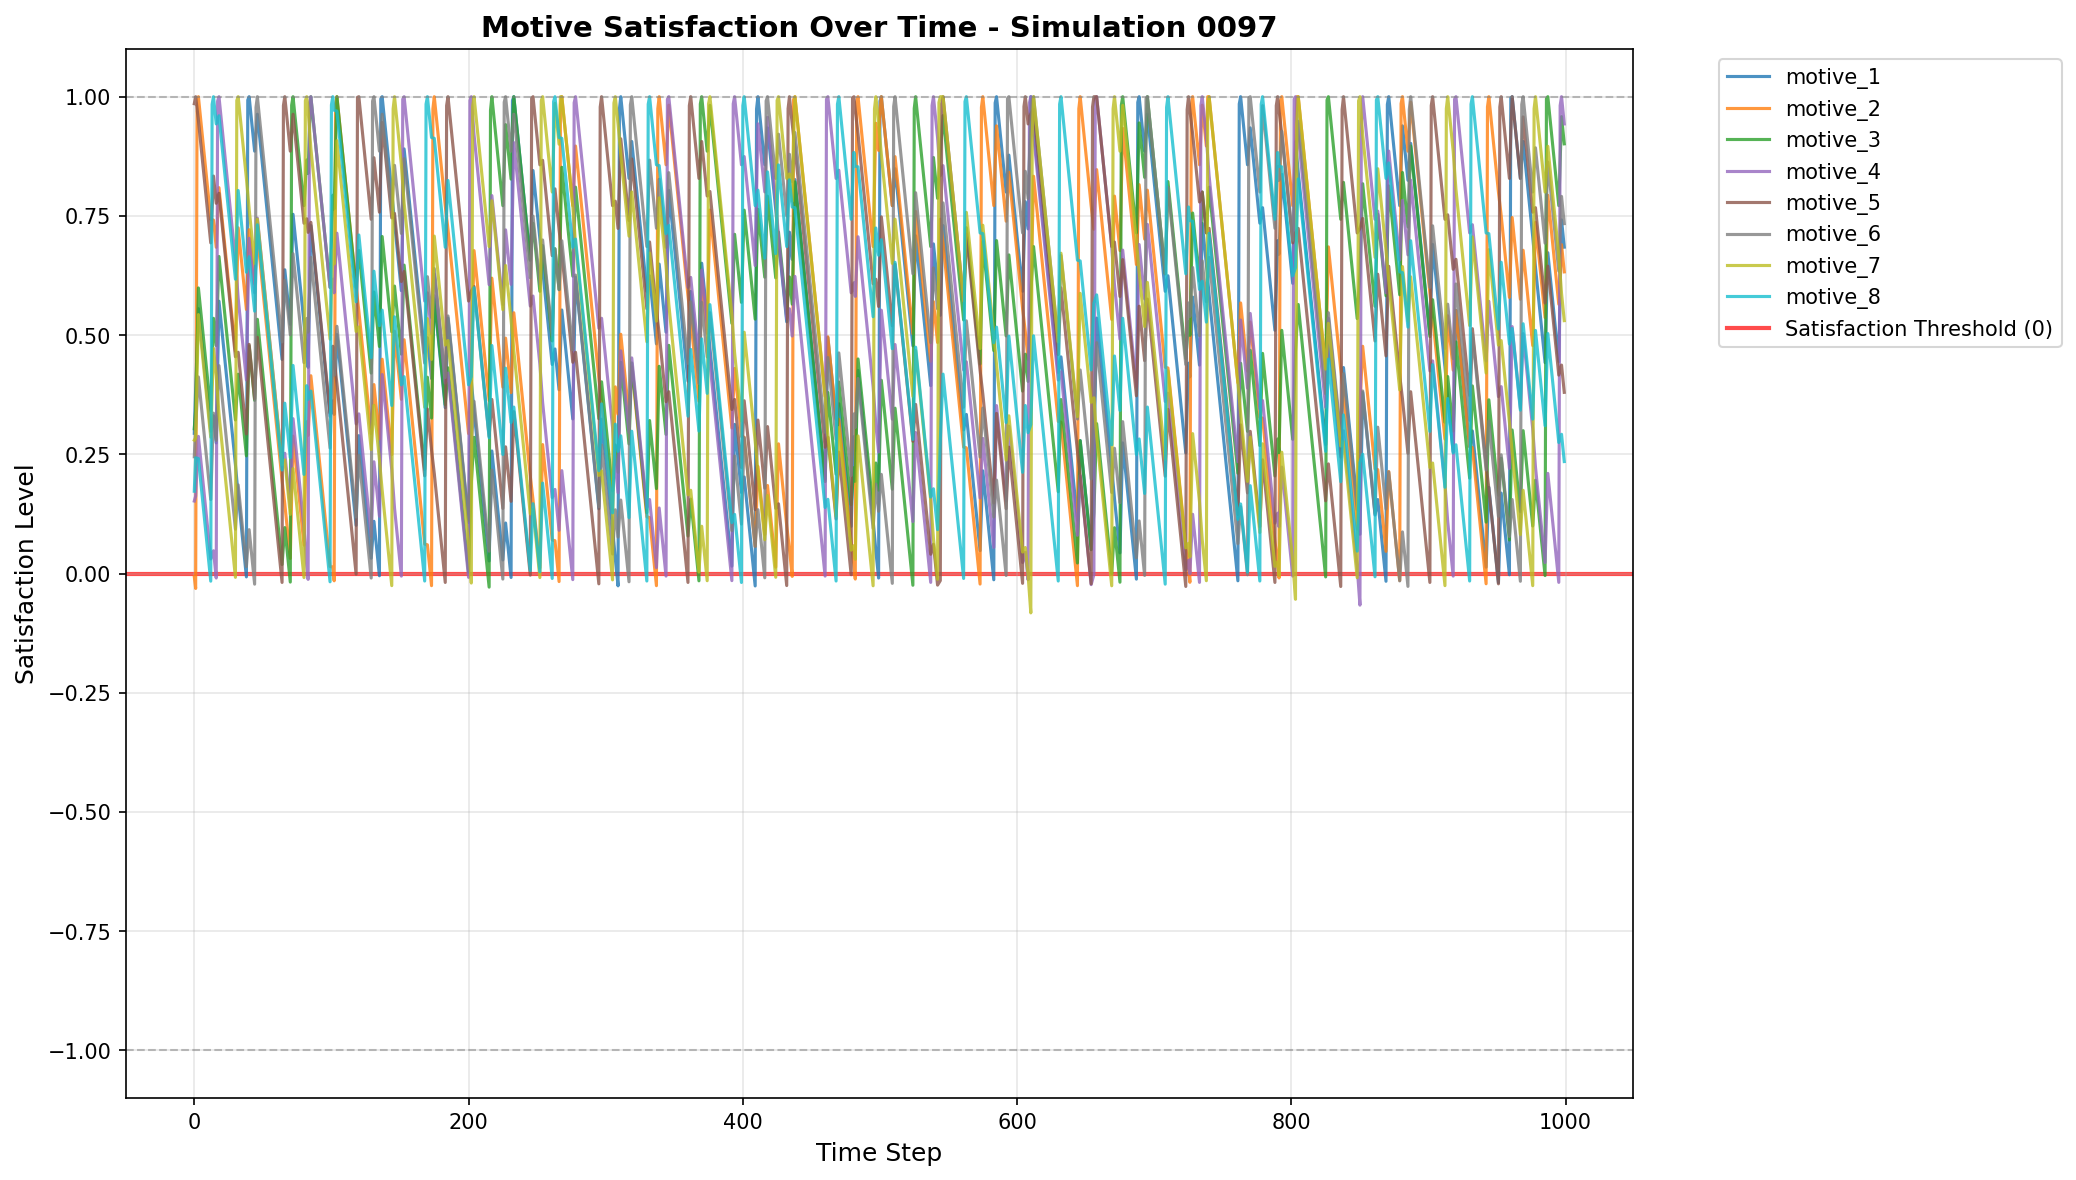 Motive Satisfaction Over Time - Simulation 0097
1.00
0.75
0.50
0.25
0.00
−0.25
−0.50
−0.75
−1.00
Satisfaction Level
0
200
400
600
800
1000
Time Step
motive_1
motive_2
motive_3
motive_4
motive_5
motive_6
motive_7
motive_8
Satisfaction Threshold (0)